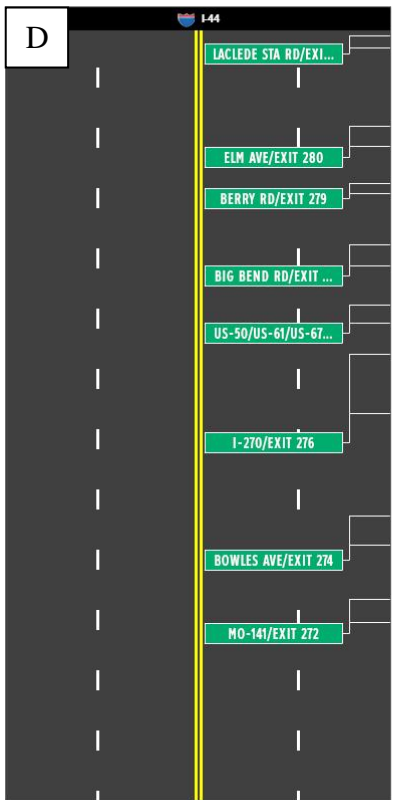 D
I-44
LACLEDE STA RD/EXI...
ELM AVE/EXIT 280
BERRY RD/EXIT 279
BIG BEND RD/EXIT ...
US-50/US-61/US-67...
I-270/EXIT 276
BOWLES AVE/EXIT 274
MO-141/EXIT 272